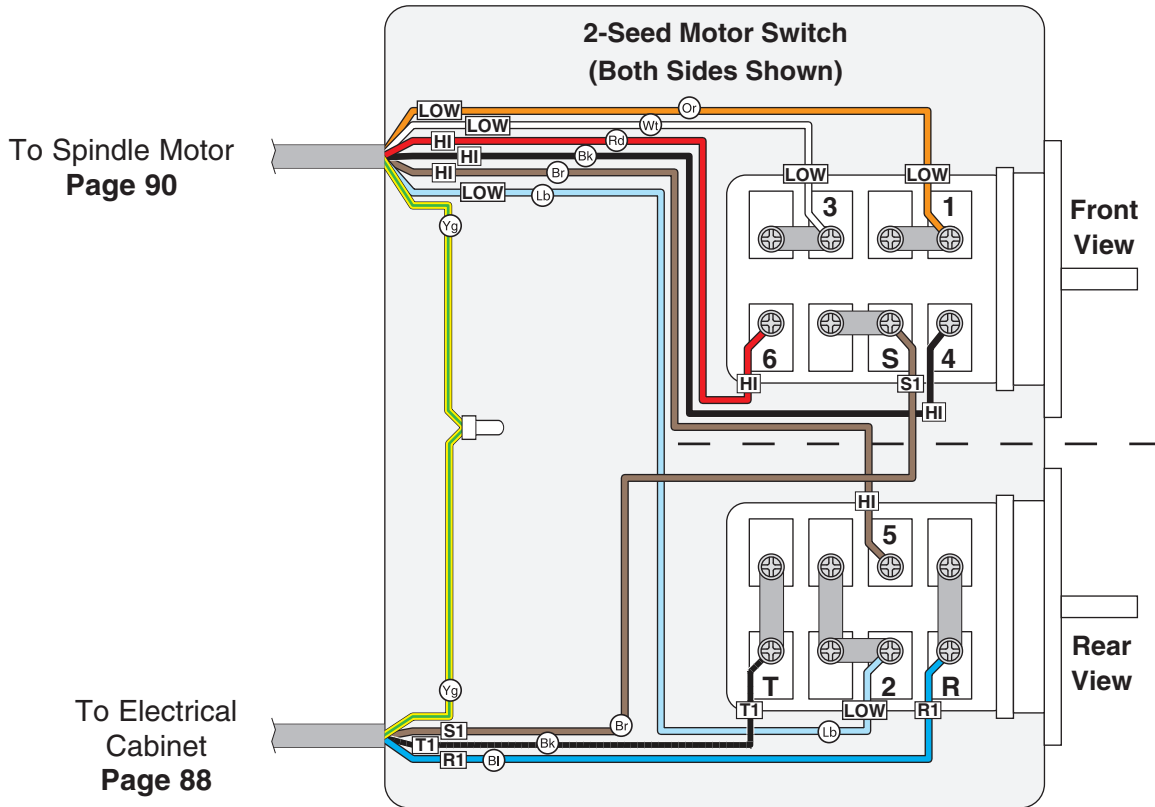 2-Seed Motor Switch
(Both Sides Shown)
To Spindle Motor
Page 90
LOW
Or
LOW
Wt
HI
Rd
HI
Bk
HI
Br
LOW
Lb
Yg
LOW
LOW
3
1
Front
View
6
S
4
HI
S1
HI
HI
5
Rear
View
T
2
R
T1
LOW
R1
Yg
Br
Lb
To Electrical
Cabinet
Page 88
S1
T1
Bk
R1
Bl